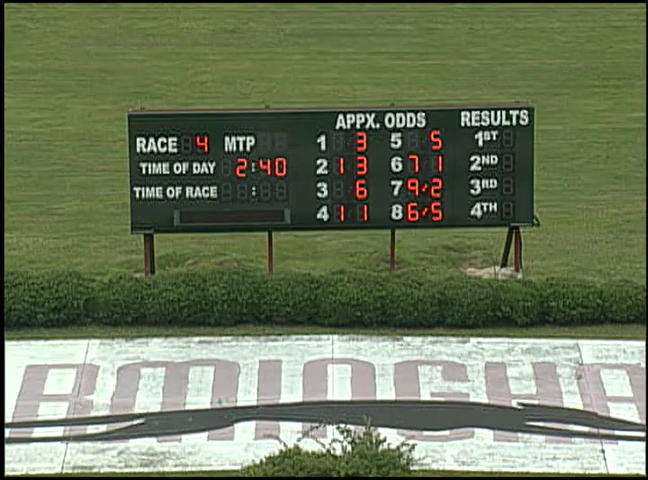 APPX. ODDS RESULTS
RACE 4 MTP 1 3 5 5 1ST
TIME OF DAY 2:40 2 13 6 71 2ND
TIME OF RACE : 3 6 7 9/2 3RD
4 11 8 6/5 4TH
RMINGHA